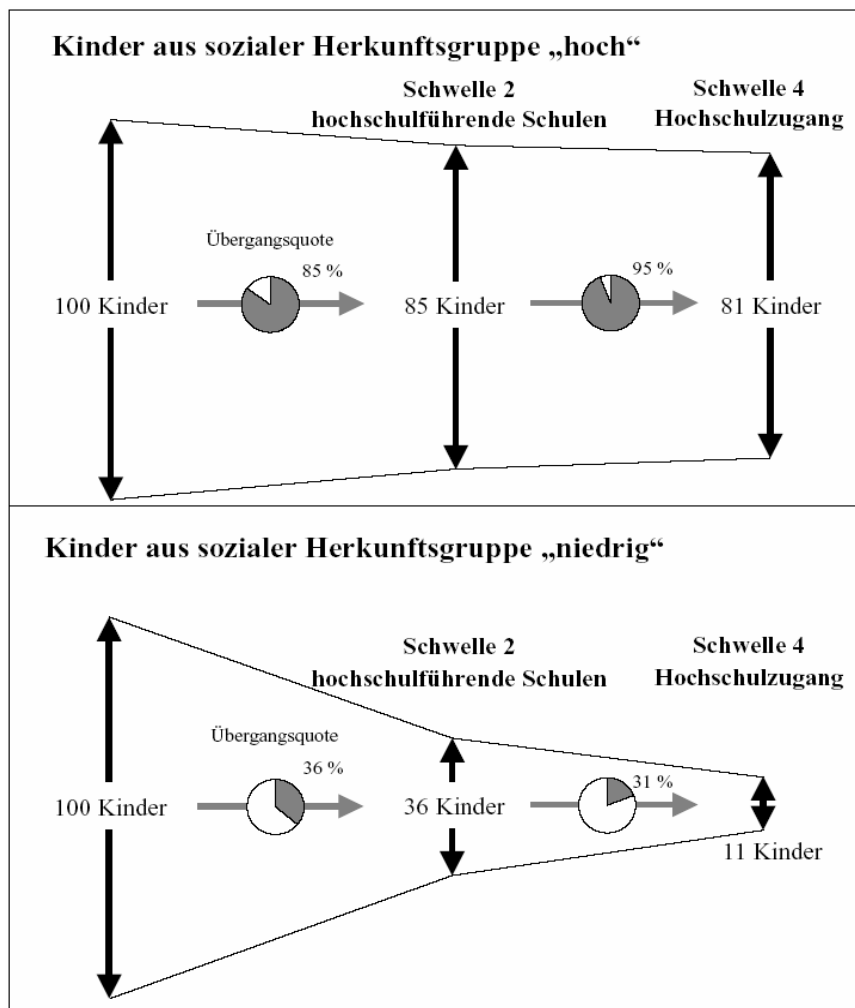 Kinder aus sozialer Herkunftsgruppe „hoch“
Schwelle 2
hochschulführende Schulen
Schwelle 4
Hochschulzugang
Übergangsquote
85 %
95 %
100 Kinder
85 Kinder
81 Kinder
Kinder aus sozialer Herkunftsgruppe „niedrig“
Schwelle 2
hochschulführende Schulen
Schwelle 4
Hochschulzugang
Übergangsquote
36 %
31 %
100 Kinder
36 Kinder
11 Kinder